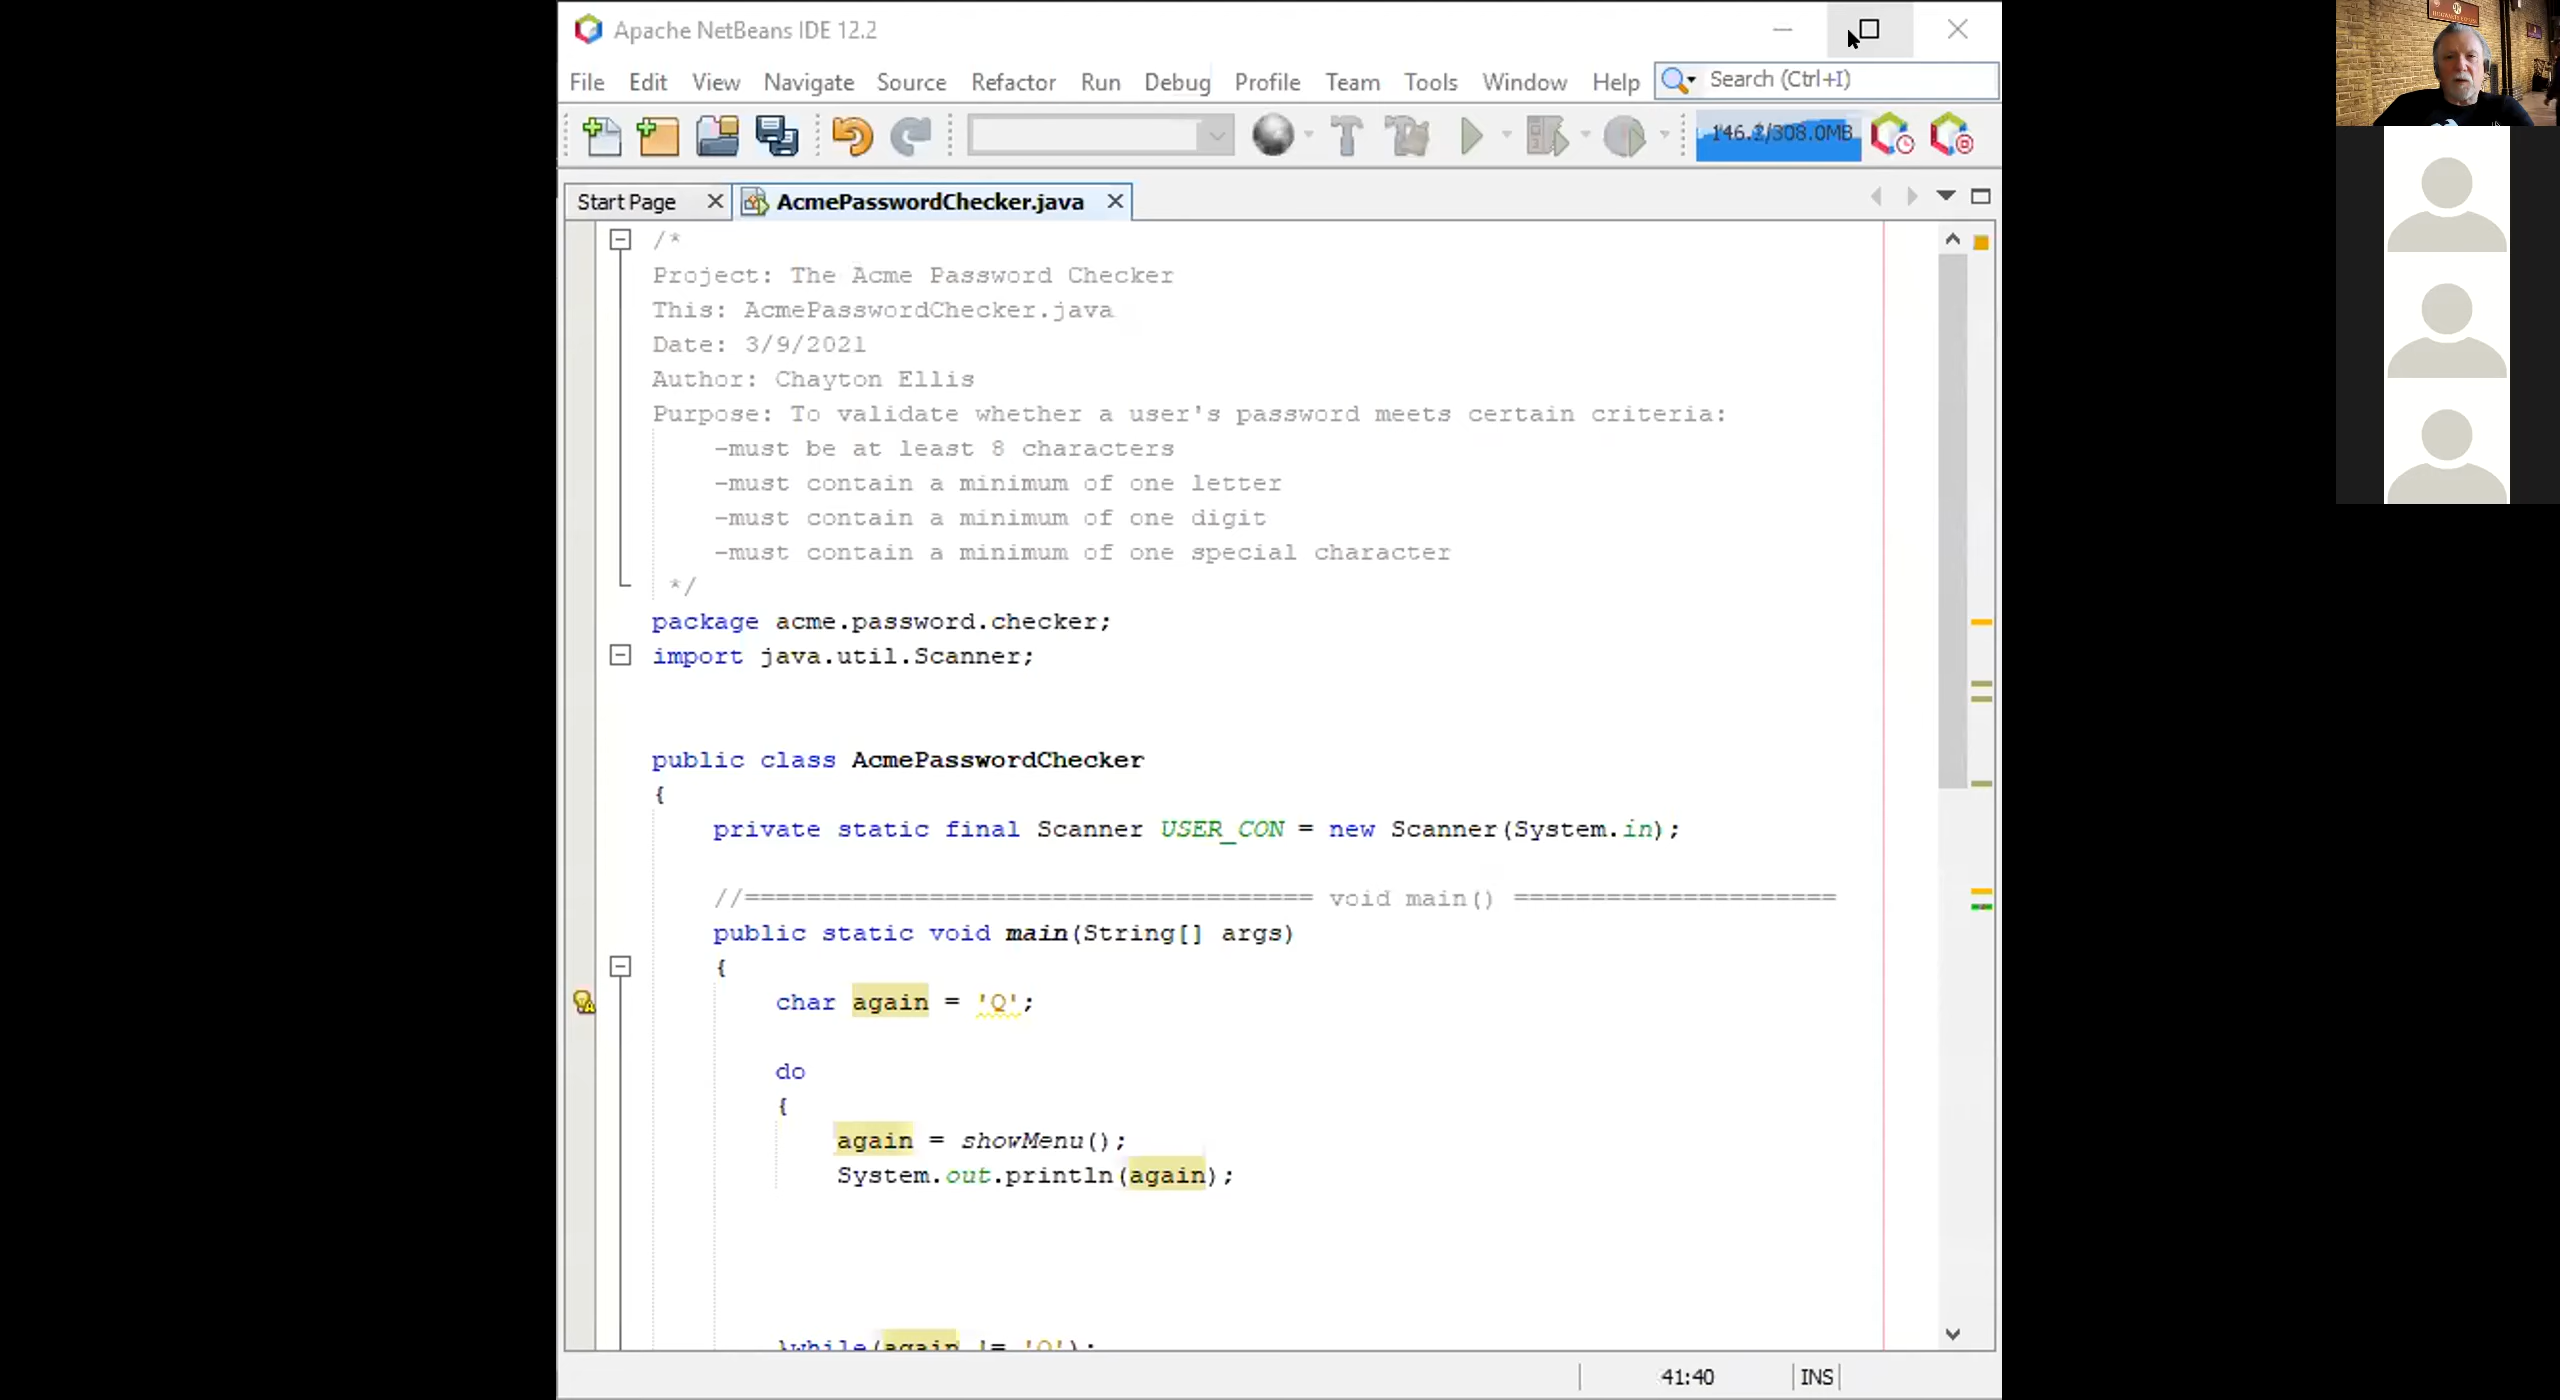 Apache NetBeans IDE 12.2
File Edit View Navigate Source Refactor Run Debug Profile Team Tools Window Help Search (Ctrl+I)
146.2/308.0MB
Start Page AcmePasswordChecker.java
/*
Project: The Acme Password Checker
This: AcmePasswordChecker.java
Date: 3/9/2021
Author: Chayton Ellis
Purpose: To validate whether a user's password meets certain criteria:
-must be at least 8 characters
-must contain a minimum of one letter
-must contain a minimum of one digit
-must contain a minimum of one special character
*/
package acme.password.checker;
import java.util.Scanner;
public class AcmePasswordChecker
{
private static final Scanner USER_CON = new Scanner(System.in);
//===================================== void main() =====================
public static void main(String[] args)
{
char again = 'Q';
do
{
again = showMenu();
System.out.println(again);
}while(again != 'Q');
41:40 INS